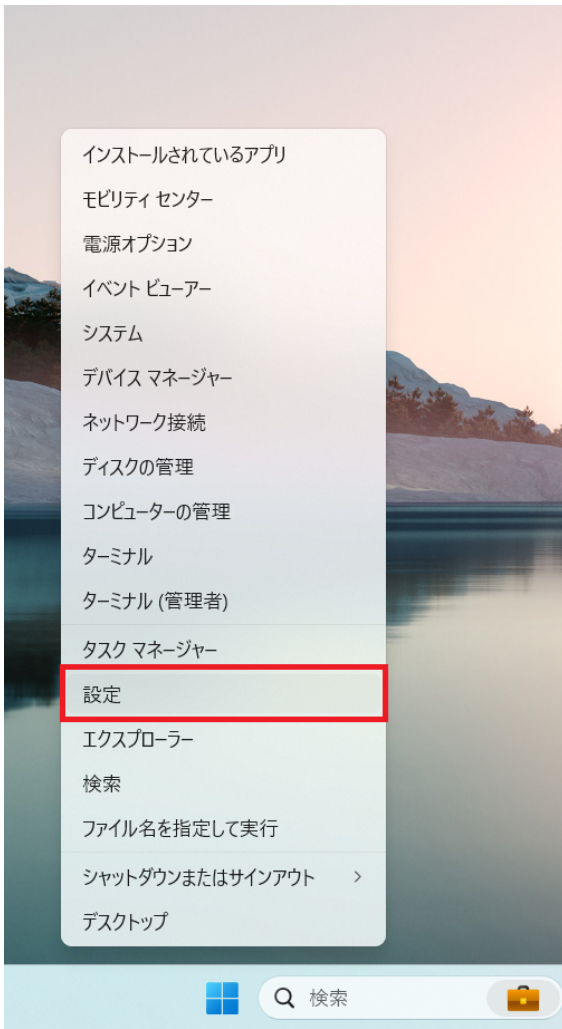 インストールされているアプリ
モビリティ センター
電源オプション
イベント ビューアー
システム
デバイス マネージャー
ネットワーク接続
ディスクの管理
コンピューターの管理
ターミナル
ターミナル (管理者)
タスク マネージャー
設定
エクスプローラー
検索
ファイル名を指定して実行
シャットダウンまたはサインアウト
デスクトップ
検索